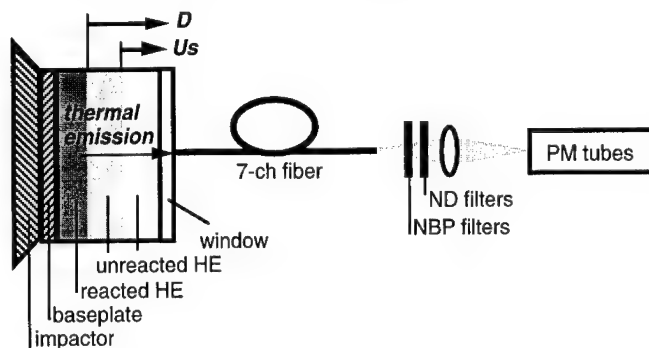 D
Us
thermal
emission
7-ch fiber
PM tubes
ND filters
NBP filters
window
unreacted HE
reacted HE
baseplate
impactor